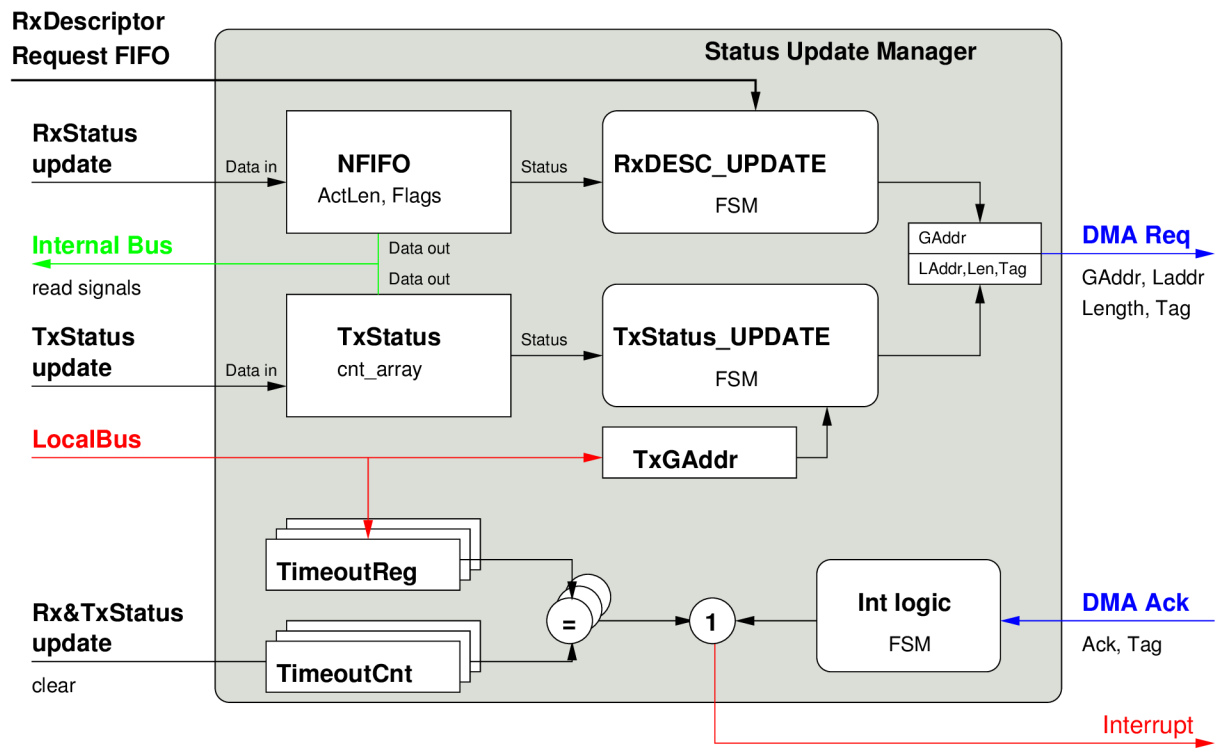 RxDescriptor
Request FIFO
Status Update Manager
RxStatus
update
Data in
NFIFO
ActLen, Flags
Status
RxDESC_UPDATE
FSM
Internal Bus
read signals
Data out
Data out
GAddr
LAddr,Len,Tag
DMA Req
GAddr, Laddr
Length, Tag
TxStatus
update
Data in
TxStatus
cnt_array
Status
TxStatus_UPDATE
FSM
LocalBus
TxGAddr
TimeoutReg
Rx&TxStatus
update
clear
TimeoutCnt
=
1
Int logic
FSM
DMA Ack
Ack, Tag
Interrupt